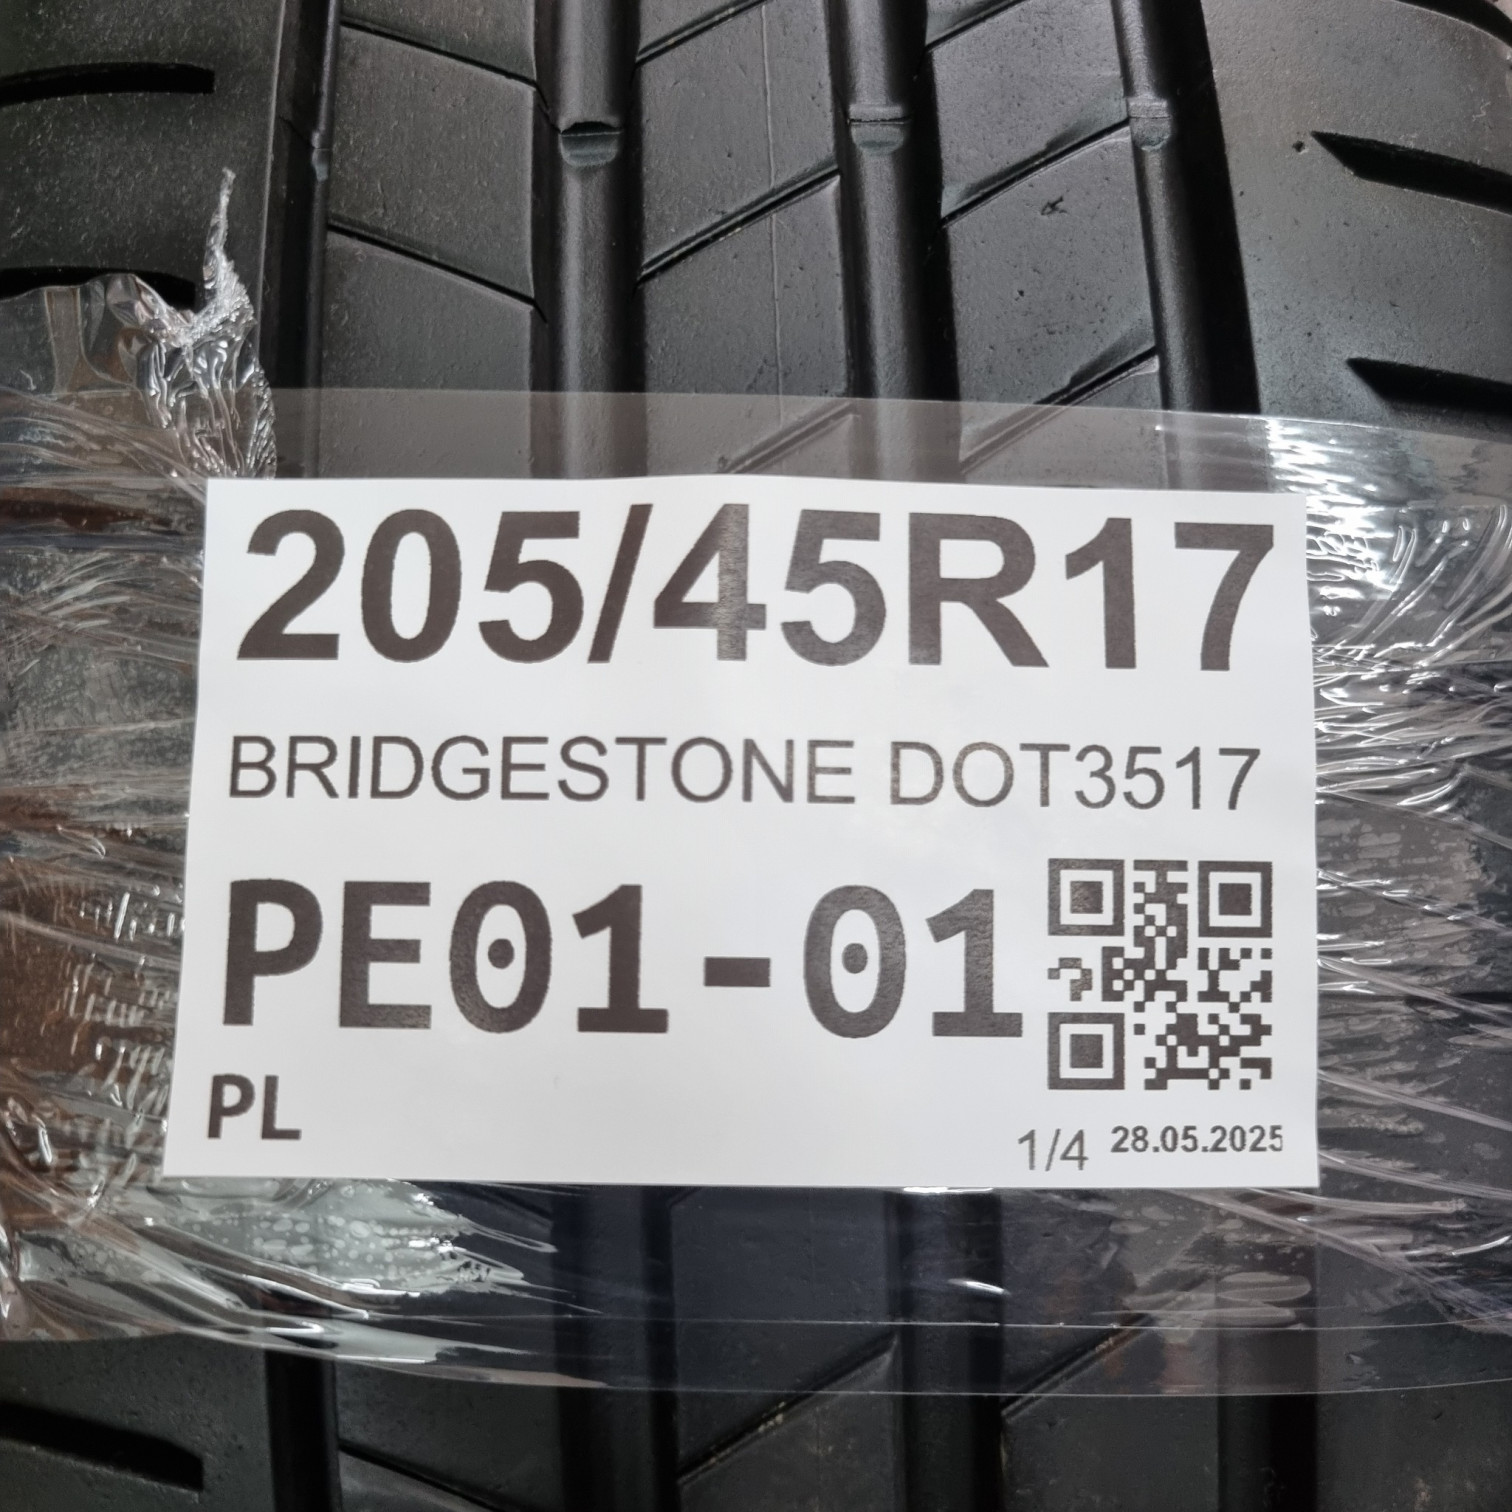 205/45R17
BRIDGESTONE DOT3517
PE01-01
PL
1/4 28.05.2025